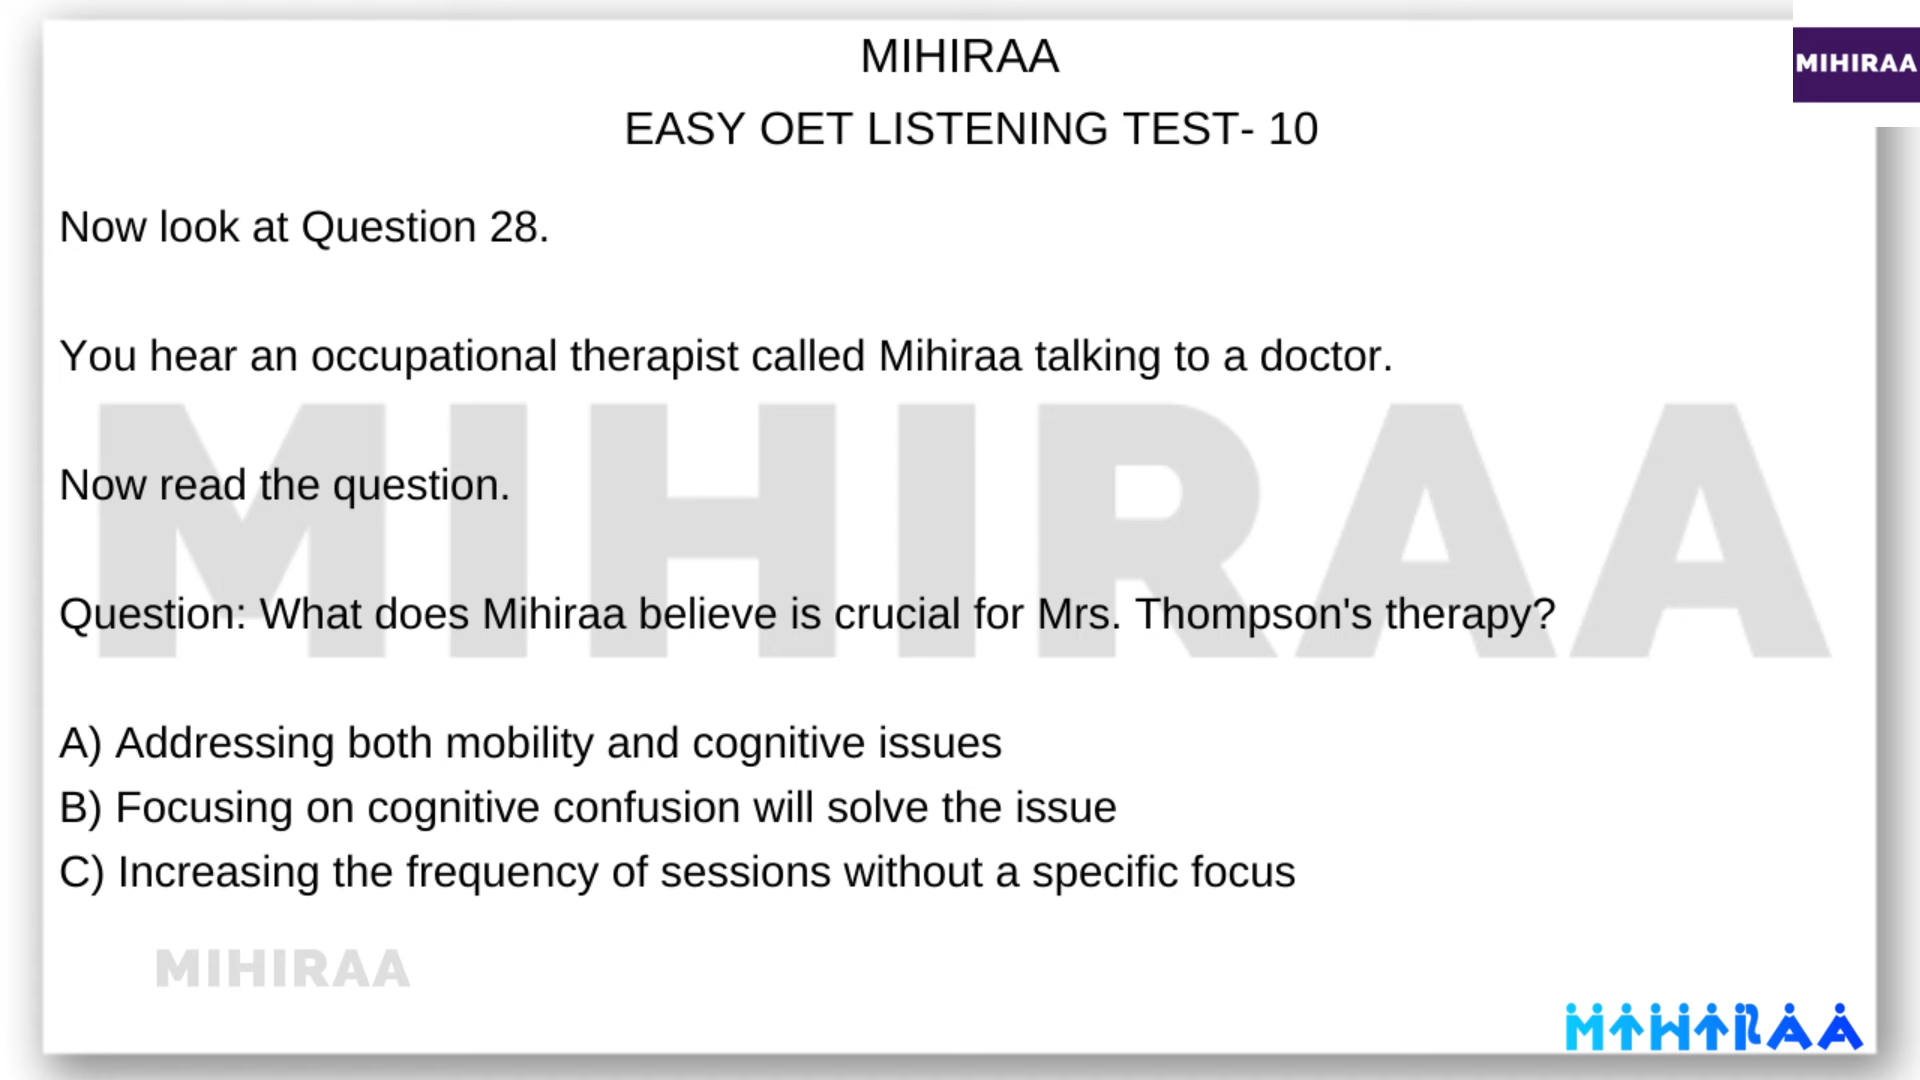 MIHIRAA
MIHIRAA
EASY OET LISTENING TEST- 10
Now look at Question 28.
You hear an occupational therapist called Mihiraa talking to a doctor.
MIHIRAA
Now read the question.
Question: What does Mihiraa believe is crucial for Mrs. Thompson's therapy?
A) Addressing both mobility and cognitive issues
B) Focusing on cognitive confusion will solve the issue
C) Increasing the frequency of sessions without a specific focus
MIHIRAA
MIHIRAA